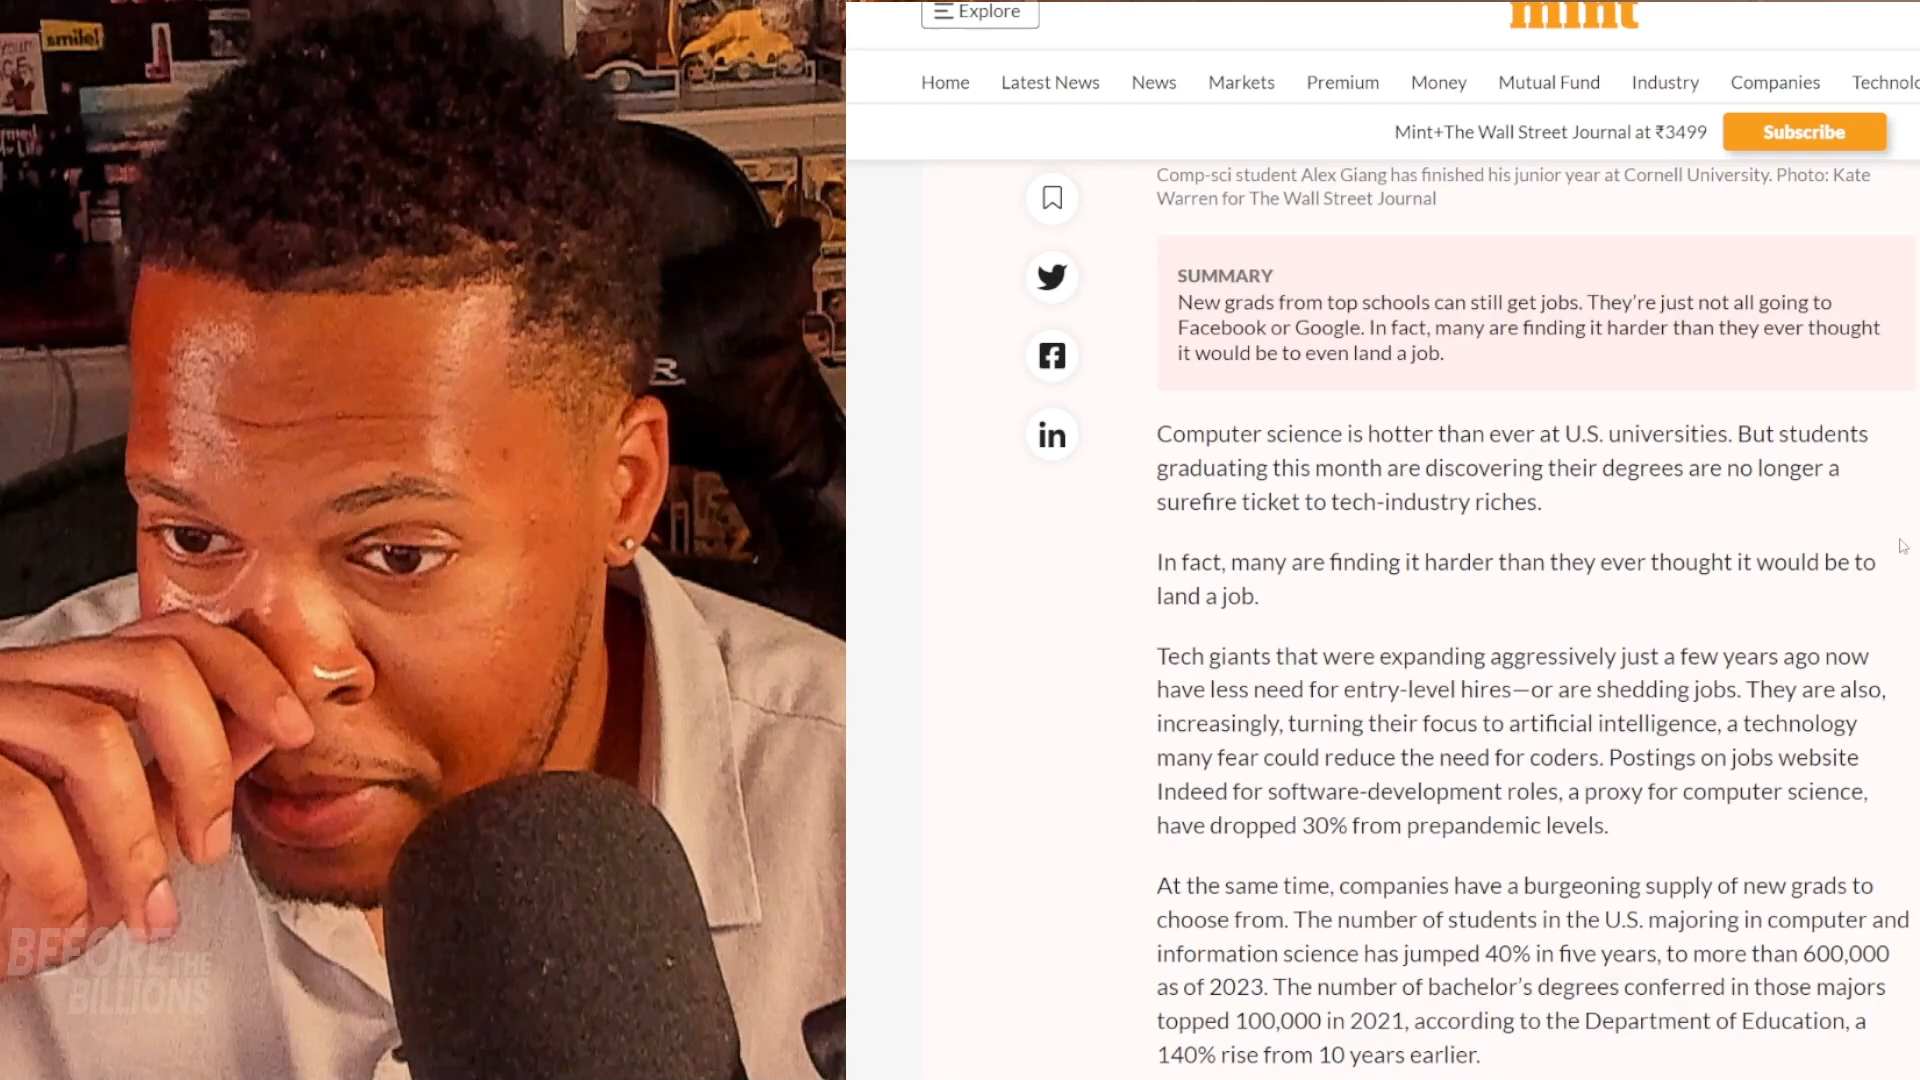 smile!
BEFORE THE
BILLIONS
Explore
mint
Home Latest News News Markets Premium Money Mutual Fund Industry Companies
Mint+The Wall Street Journal at ₹3499 Subscribe
Comp-sci student Alex Giang has finished his junior year at Cornell University. Photo: Kate
Warren for The Wall Street Journal
SUMMARY
New grads from top schools can still get jobs. They’re just not all going to
Facebook or Google. In fact, many are finding it harder than they ever thought
it would be to even land a job.
Computer science is hotter than ever at U.S. universities. But students
graduating this month are discovering their degrees are no longer a
surefire ticket to tech-industry riches.
In fact, many are finding it harder than they ever thought it would be to
land a job.
Tech giants that were expanding aggressively just a few years ago now
have less need for entry-level hires—or are shedding jobs. They are also,
increasingly, turning their focus to artificial intelligence, a technology
many fear could reduce the need for coders. Postings on jobs website
Indeed for software-development roles, a proxy for computer science,
have dropped 30% from prepandemic levels.
At the same time, companies have a burgeoning supply of new grads to
choose from. The number of students in the U.S. majoring in computer and
information science has jumped 40% in five years, to more than 600,000
as of 2023. The number of bachelor’s degrees conferred in those majors
topped 100,000 in 2021, according to the Department of Education, a
140% rise from 10 years earlier.